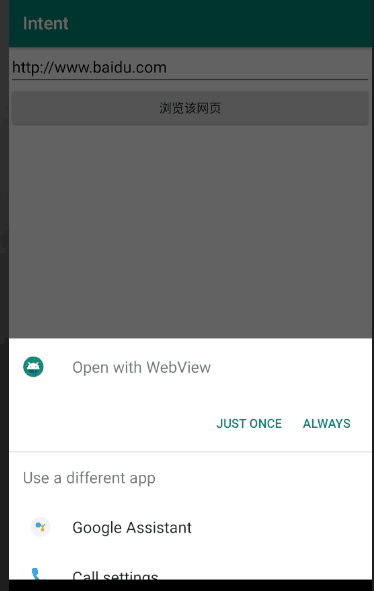 Intent
http://www.baidu.com
浏览该网页
Open with WebView
JUST ONCE
ALWAYS
Use a different app
Google Assistant
Call settings